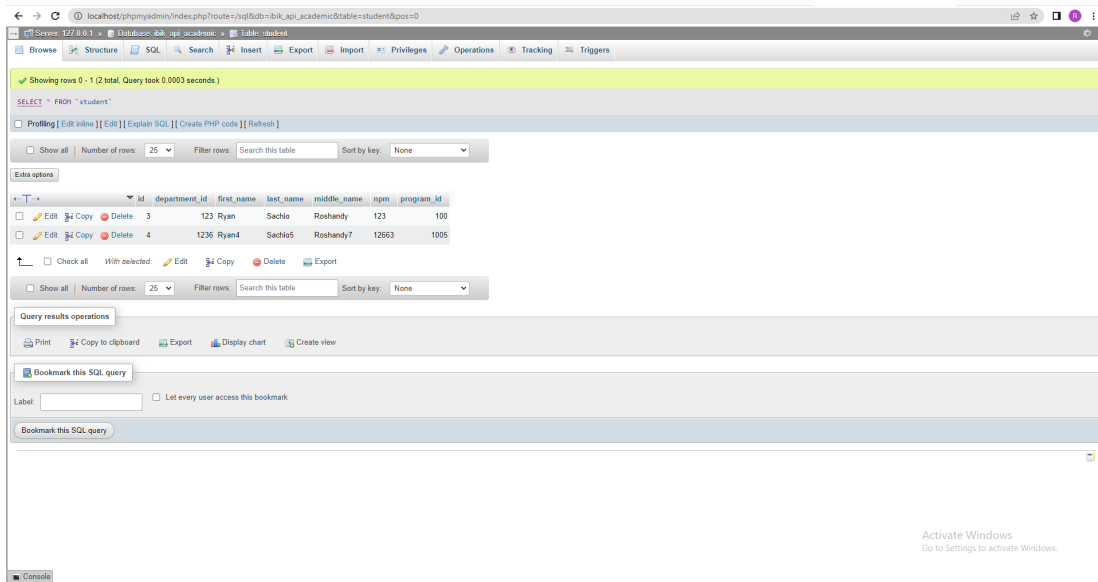 localhost/phpmyadmin/index.php?route=/sql&db=ibik_api_academic&table=student&pos=0
R
Server: 127.0.0.1 » Database: ibik_api_academic » Table: student
Browse Structure SQL Search Insert Export Import Privileges Operations Tracking Triggers
Showing rows 0 - 1 (2 total, Query took 0.0003 seconds.)
SELECT * FROM `student`
Profiling [ Edit inline ] [ Edit ] [ Explain SQL ] [ Create PHP code ] [ Refresh ]
Show all Number of rows: 25 Filter rows: Search this table Sort by key: None
Extra options
id department_id first_name last_name middle_name npm program_id
Edit Copy Delete 3 123 Ryan Sachio Roshandy 123 100
Edit Copy Delete 4 1236 Ryan4 Sachio5 Roshandy7 12663 1005
Check all With selected: Edit Copy Delete Export
Show all Number of rows: 25 Filter rows: Search this table Sort by key: None
Query results operations
Print Copy to clipboard Export Display chart Create view
Bookmark this SQL query
Label: Let every user access this bookmark
Bookmark this SQL query
Activate Windows
Go to Settings to activate Windows.
Console